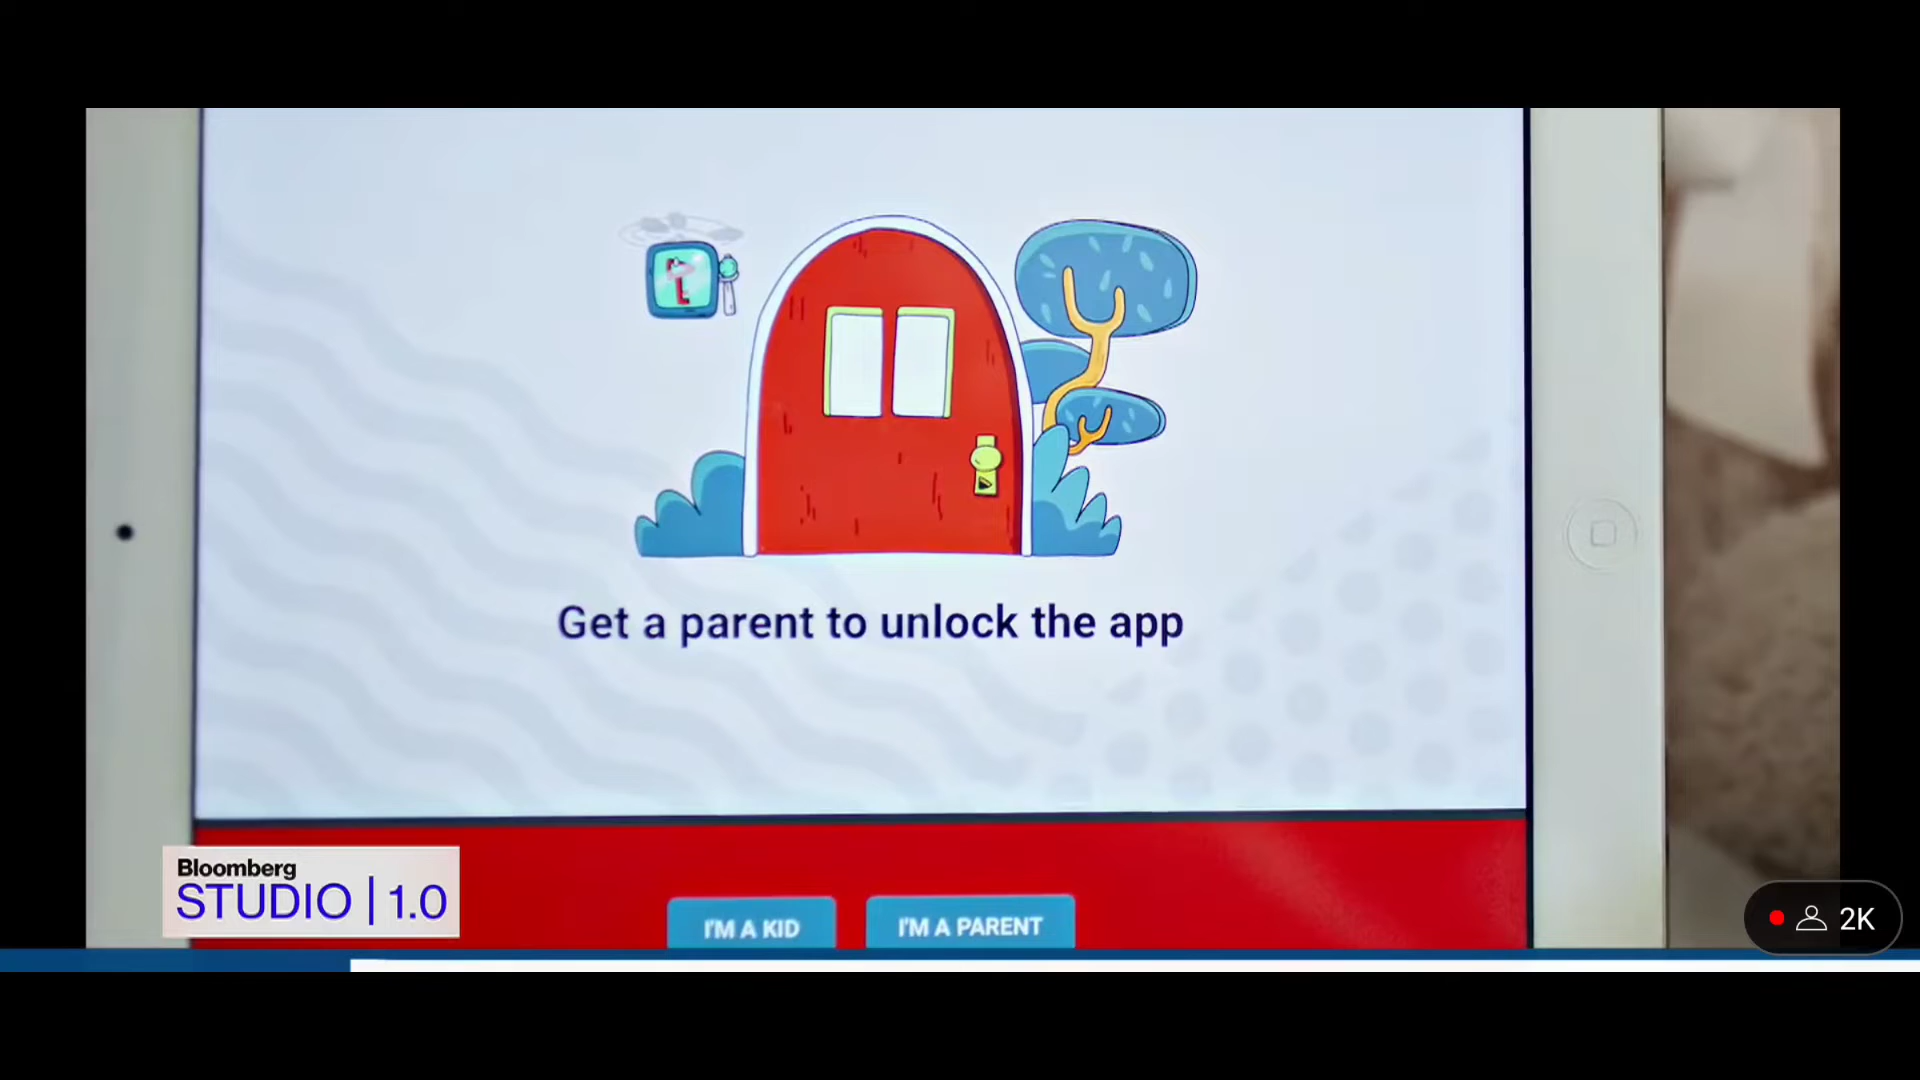 Get a parent to unlock the app
Bloomberg
STUDIO | 1.0
I'M A KID
I'M A PARENT
2K